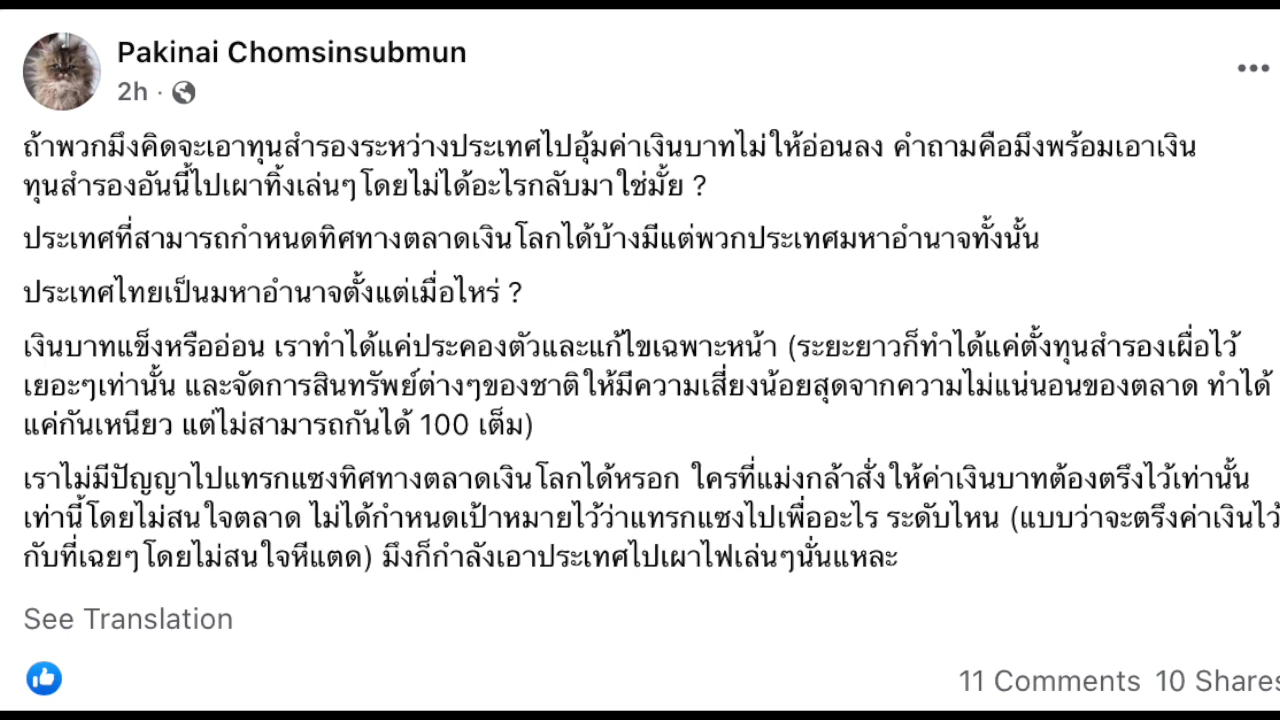 Pakinai Chomsinsubmun
2h ·
ถ้าพวกมึงคิดจะเอาทุนสำรองระหว่างประเทศไปอุ้มค่าเงินบาทไม่ให้อ่อนลง คำถามคือมึงพร้อมเอาเงิน
ทุนสำรองอันนี้ไปเผาทิ้งเล่นๆโดยไม่ได้อะไรกลับมาใช่มั้ย ?
ประเทศที่สามารถกำหนดทิศทางตลาดเงินโลกได้บ้างมีแต่พวกประเทศมหาอำนาจทั้งนั้น
ประเทศไทยเป็นมหาอำนาจตั้งแต่เมื่อไหร่ ?
เงินบาทแข็งหรืออ่อน เราทำได้แค่ประคองตัวและแก้ไขเฉพาะหน้า (ระยะยาวก็ทำได้แค่ตั้งทุนสำรองเผื่อไว้
เยอะๆเท่านั้น และจัดการสินทรัพย์ต่างๆของชาติให้มีความเสี่ยงน้อยสุดจากความไม่แน่นอนของตลาด ทำได้
แค่กันเหนียว แต่ไม่สามารถกันได้ 100 เต็ม)
เราไม่มีปัญญาไปแทรกแซงทิศทางตลาดเงินโลกได้หรอก ใครที่แม่งกล้าสั่งให้ค่าเงินบาทต้องตรึงไว้เท่านั้น
เท่านี้โดยไม่สนใจตลาด ไม่ได้กำหนดเป้าหมายไว้ว่าแทรกแซงไปเพื่ออะไร ระดับไหน (แบบว่าจะตรึงค่าเงินไว้
กับที่เฉยๆโดยไม่สนใจหีแตด) มึงก็กำลังเอาประเทศไปเผาไฟเล่นๆนั่นแหละ
See Translation
11 Comments 10 Shares